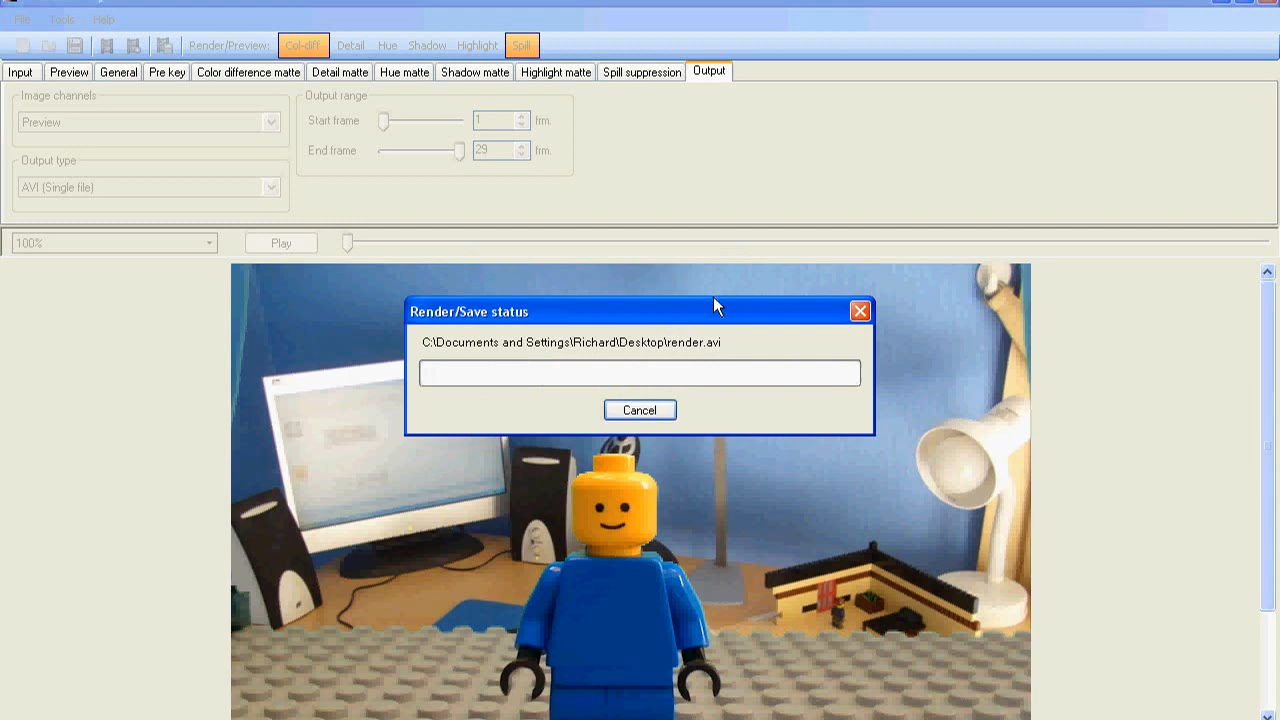 File Tools Help
Render/Preview: Col-diff Detail Hue Shadow Highlight Spill
Input Preview General Pre key Color difference matte Detail matte Hue matte Shadow matte Highlight matte Spill suppression Output
Image channels
Preview
Output type
AVI (Single file)
Output range
Start frame 1 frm.
End frame 29 frm.
100% Play
Render/Save status
C:\Documents and Settings\Richard\Desktop\render.avi
Cancel